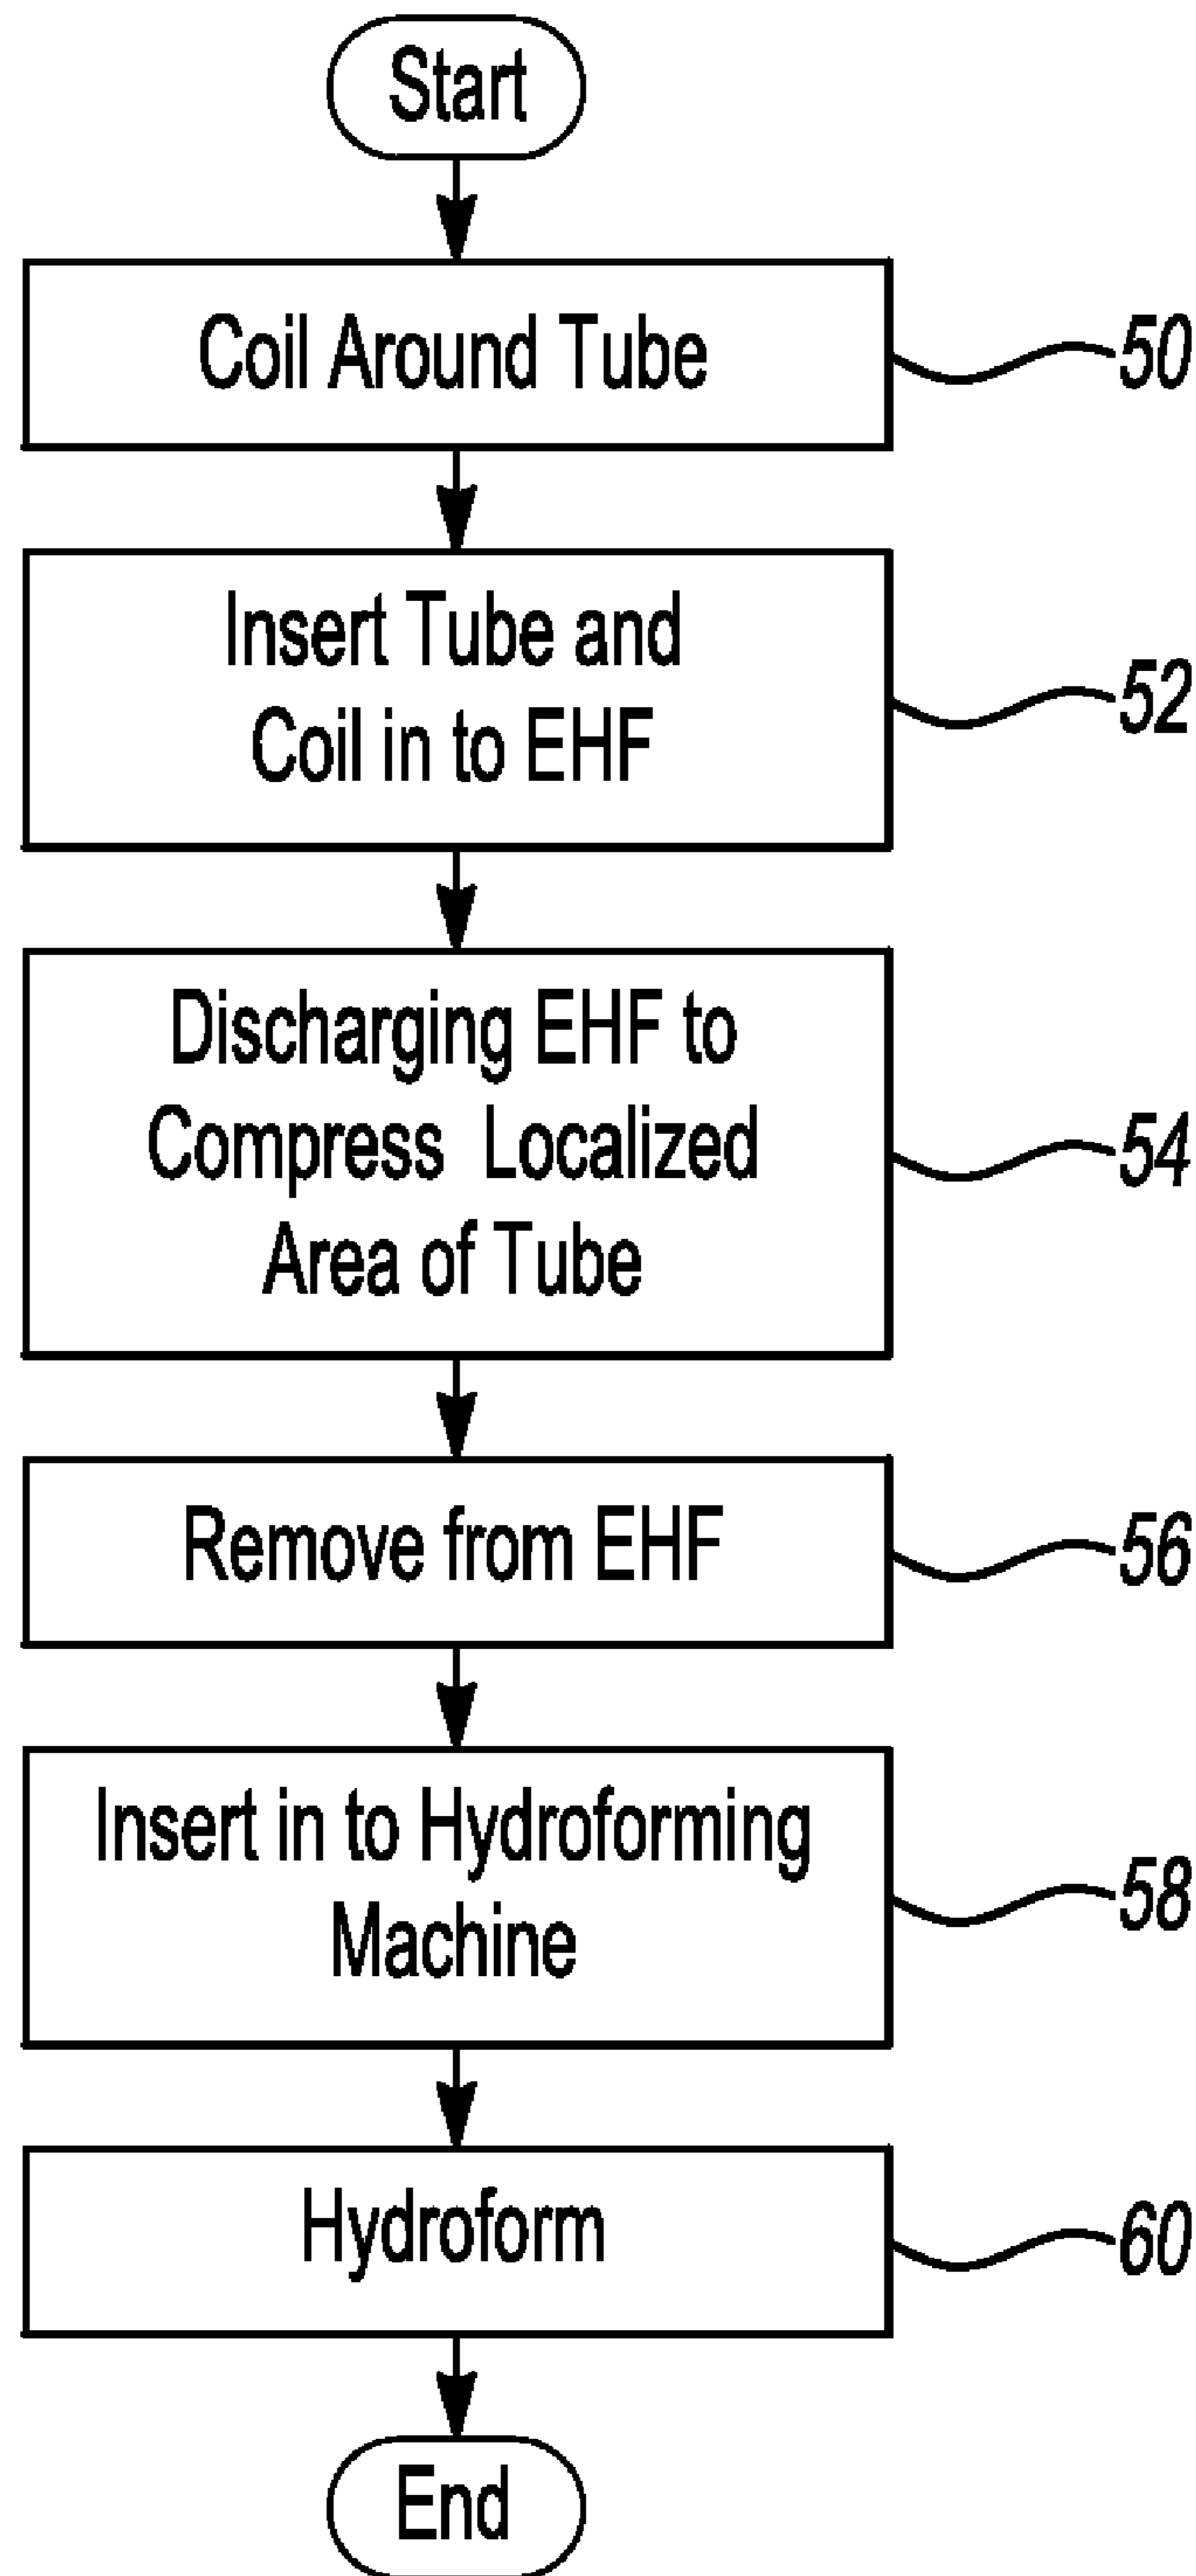 Start
Coil Around Tube
50
Insert Tube and
Coil in to EHF
52
Discharging EHF to
Compress Localized
Area of Tube
54
Remove from EHF
56
Insert in to Hydroforming
Machine
58
Hydroform
60
End